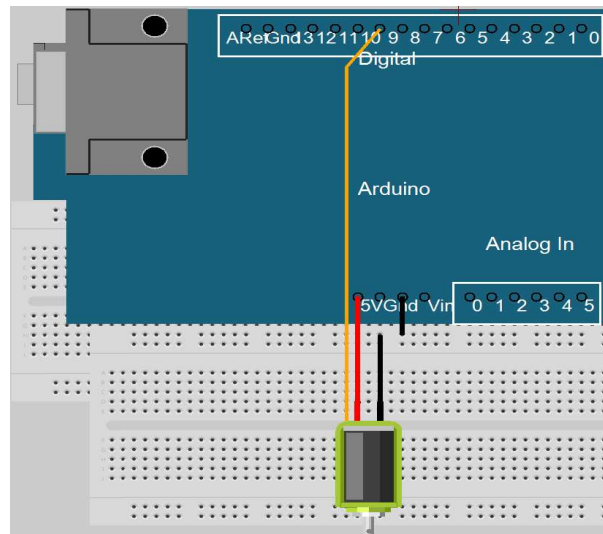 ARef Gnd 13 12 11 10 9 8 7 6 5 4 3 2 1 0
Digital
Arduino
Analog In
5V Gnd Vin 0 1 2 3 4 5